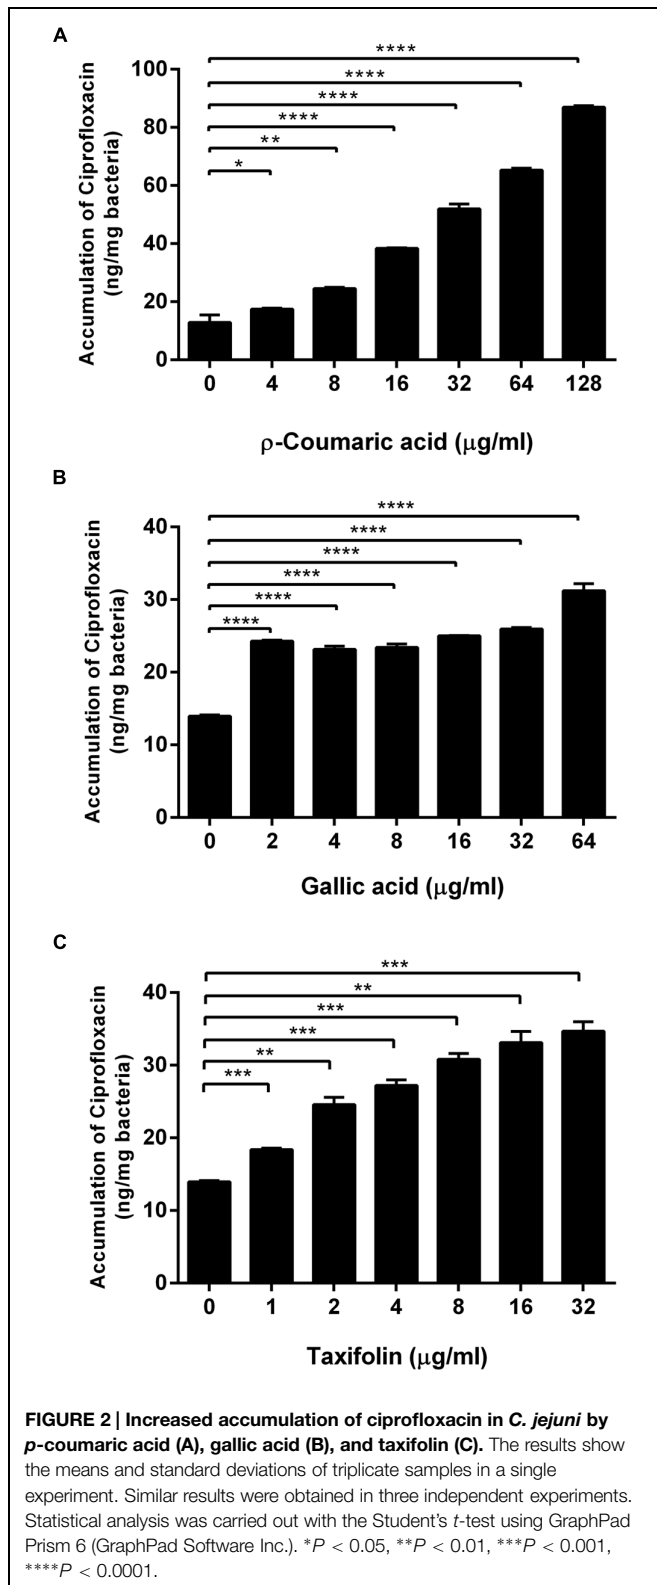 A
Accumulation of Ciprofloxacin
(ng/mg bacteria)
100
80
60
40
20
0
****
****
****
****
**
*
0 4 8 16 32 64 128
ρ-Coumaric acid (μg/ml)
B
Accumulation of Ciprofloxacin
(ng/mg bacteria)
40
30
20
10
0
****
****
****
****
****
****
0 2 4 8 16 32 64
Gallic acid (μg/ml)
C
Accumulation of Ciprofloxacin
(ng/mg bacteria)
40
30
20
10
0
***
**
***
***
**
***
0 1 2 4 8 16 32
Taxifolin (μg/ml)
FIGURE 2 | Increased accumulation of ciprofloxacin in C. jejuni by
p-coumaric acid (A), gallic acid (B), and taxifolin (C). The results show
the means and standard deviations of triplicate samples in a single
experiment. Similar results were obtained in three independent experiments.
Statistical analysis was carried out with the Student's t-test using GraphPad
Prism 6 (GraphPad Software Inc.). *P < 0.05, **P < 0.01, ***P < 0.001,
****P < 0.0001.